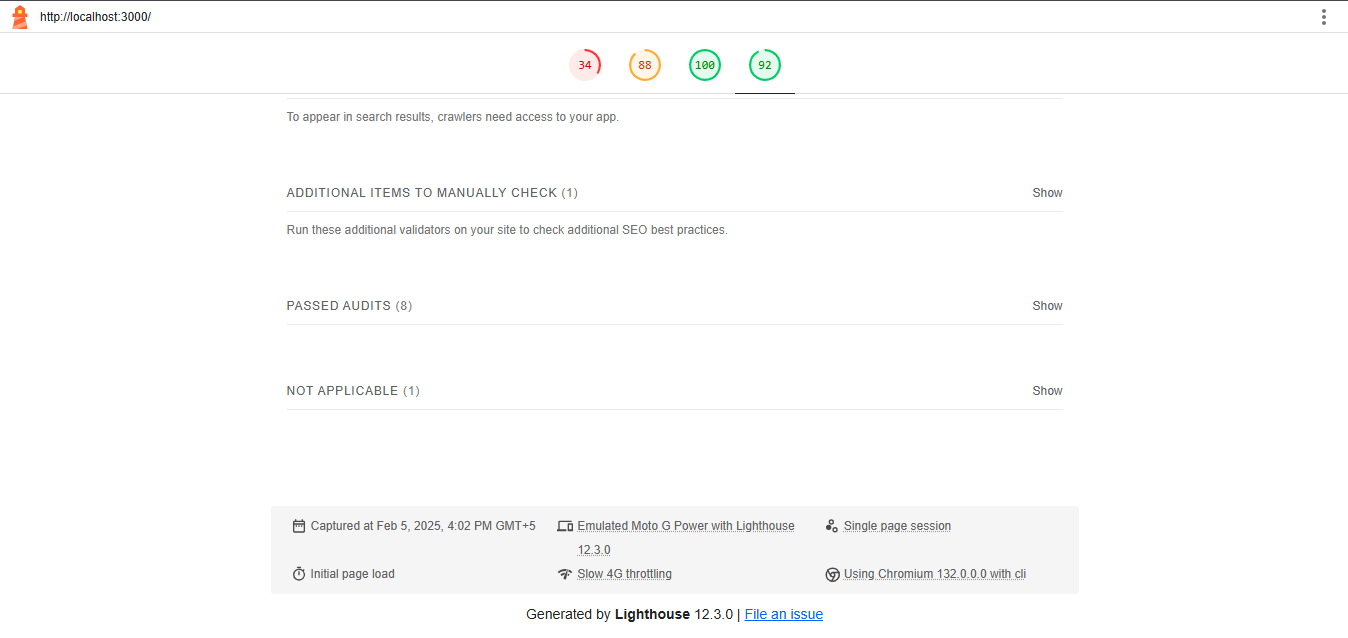 http://localhost:3000/
34 88 100 92
To appear in search results, crawlers need access to your app.
ADDITIONAL ITEMS TO MANUALLY CHECK (1) Show
Run these additional validators on your site to check additional SEO best practices.
PASSED AUDITS (8) Show
NOT APPLICABLE (1) Show
Captured at Feb 5, 2025, 4:02 PM GMT+5
Emulated Moto G Power with Lighthouse
12.3.0
Single page session
Initial page load
Slow 4G throttling
Using Chromium 132.0.0.0 with cli
Generated by Lighthouse 12.3.0 | File an issue